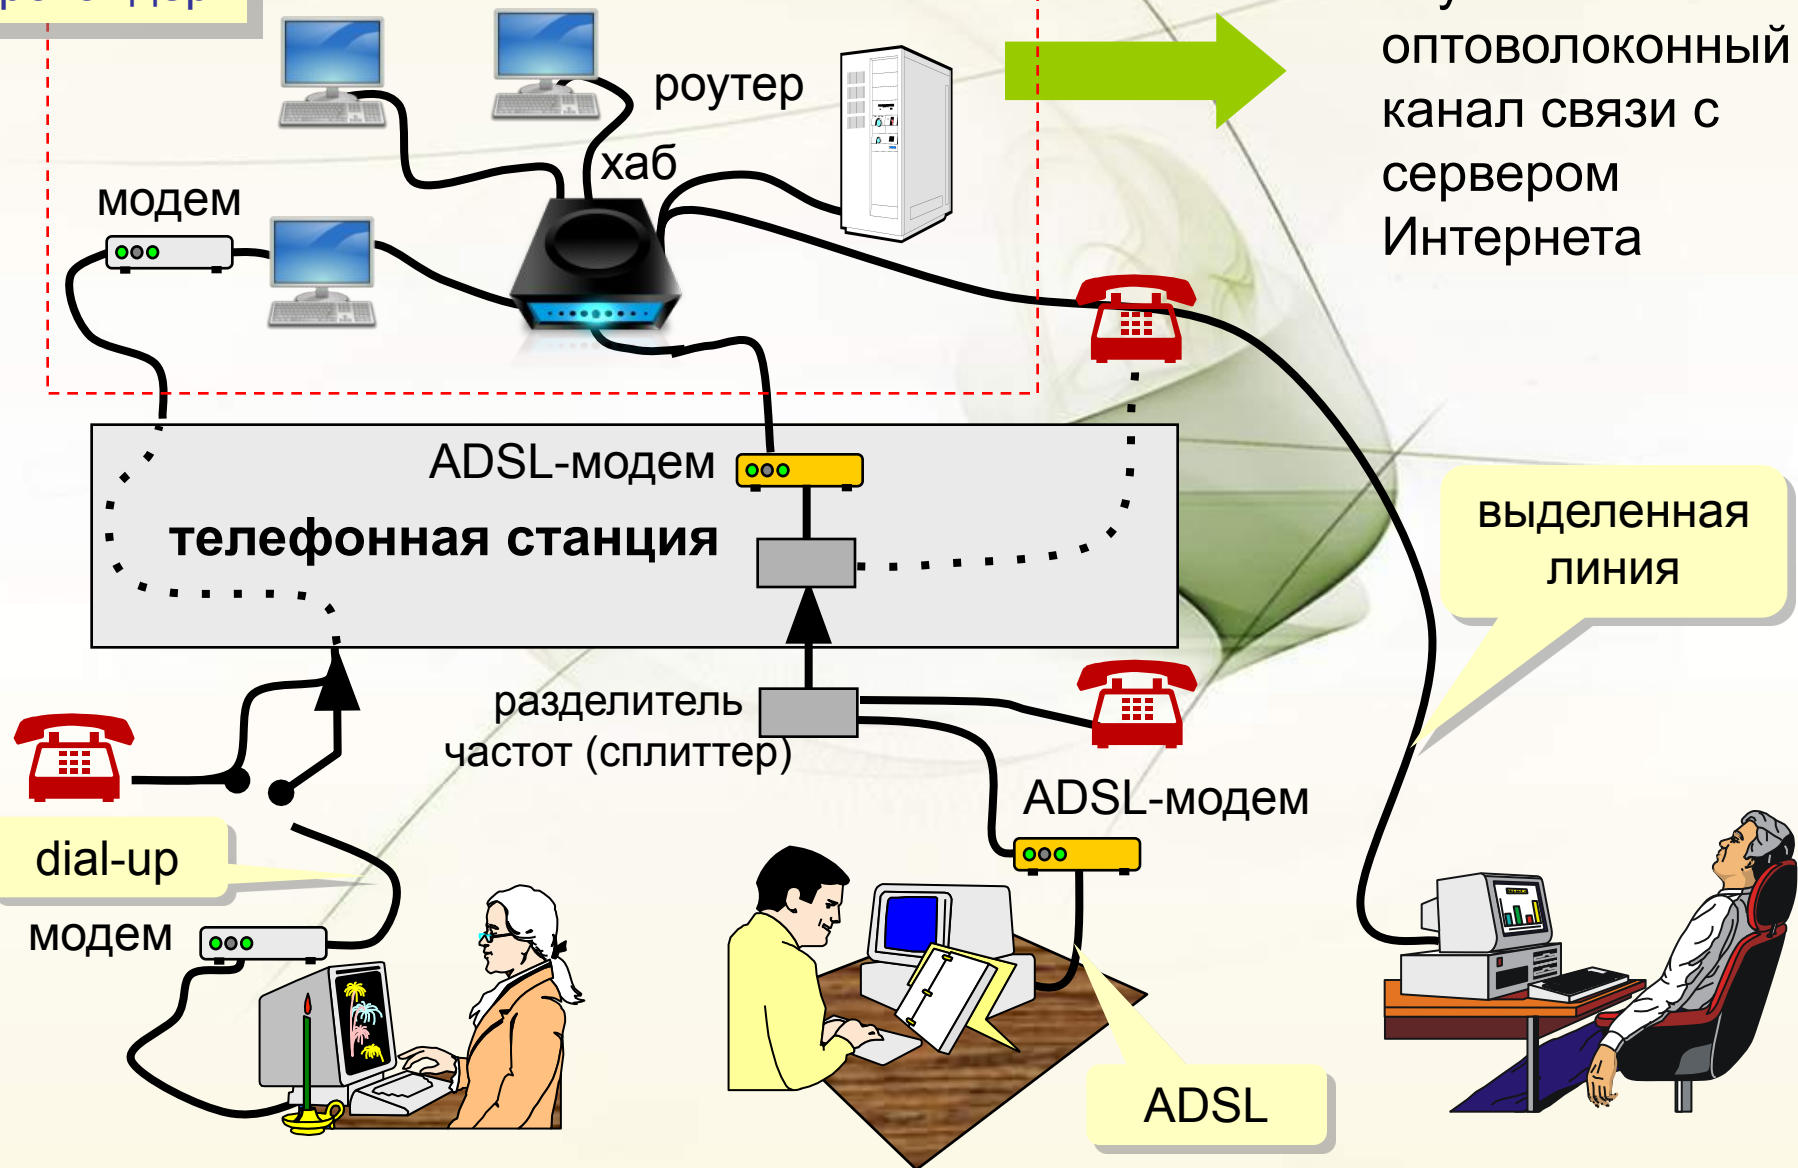 роутер
хаб
модем
оптоволоконный
канал связи с
сервером
Интернета
ADSL-модем
телефонная станция
выделенная
линия
разделитель
частот (сплиттер)
ADSL-модем
dial-up
модем
ADSL